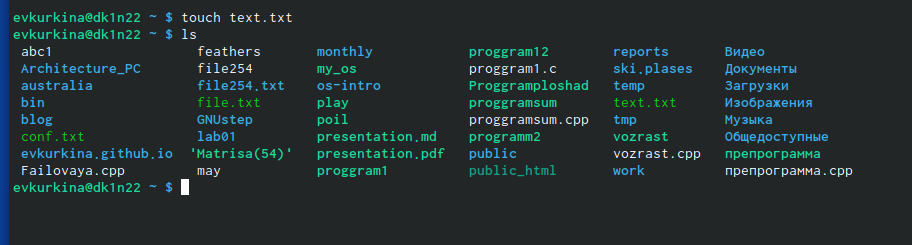 evkurkina@dk1n22 ~ $ touch text.txt
evkurkina@dk1n22 ~ $ ls
abc1 feathers monthly proggram12 reports Видео
Architecture_PC file254 my_os proggram1.c ski.plases Документы
australia file254.txt os-intro Proggramploshad temp Загрузки
bin file.txt play proggramsum text.txt Изображения
blog GNUstep poil proggramsum.cpp tmp Музыка
conf.txt lab01 presentation.md programm2 vozrast Общедоступные
evkurkina.github.io 'Matrisa(54)' presentation.pdf public vozrast.cpp препрограмма
Failovaya.cpp may proggram1 public_html work препрограмма.cpp
evkurkina@dk1n22 ~ $